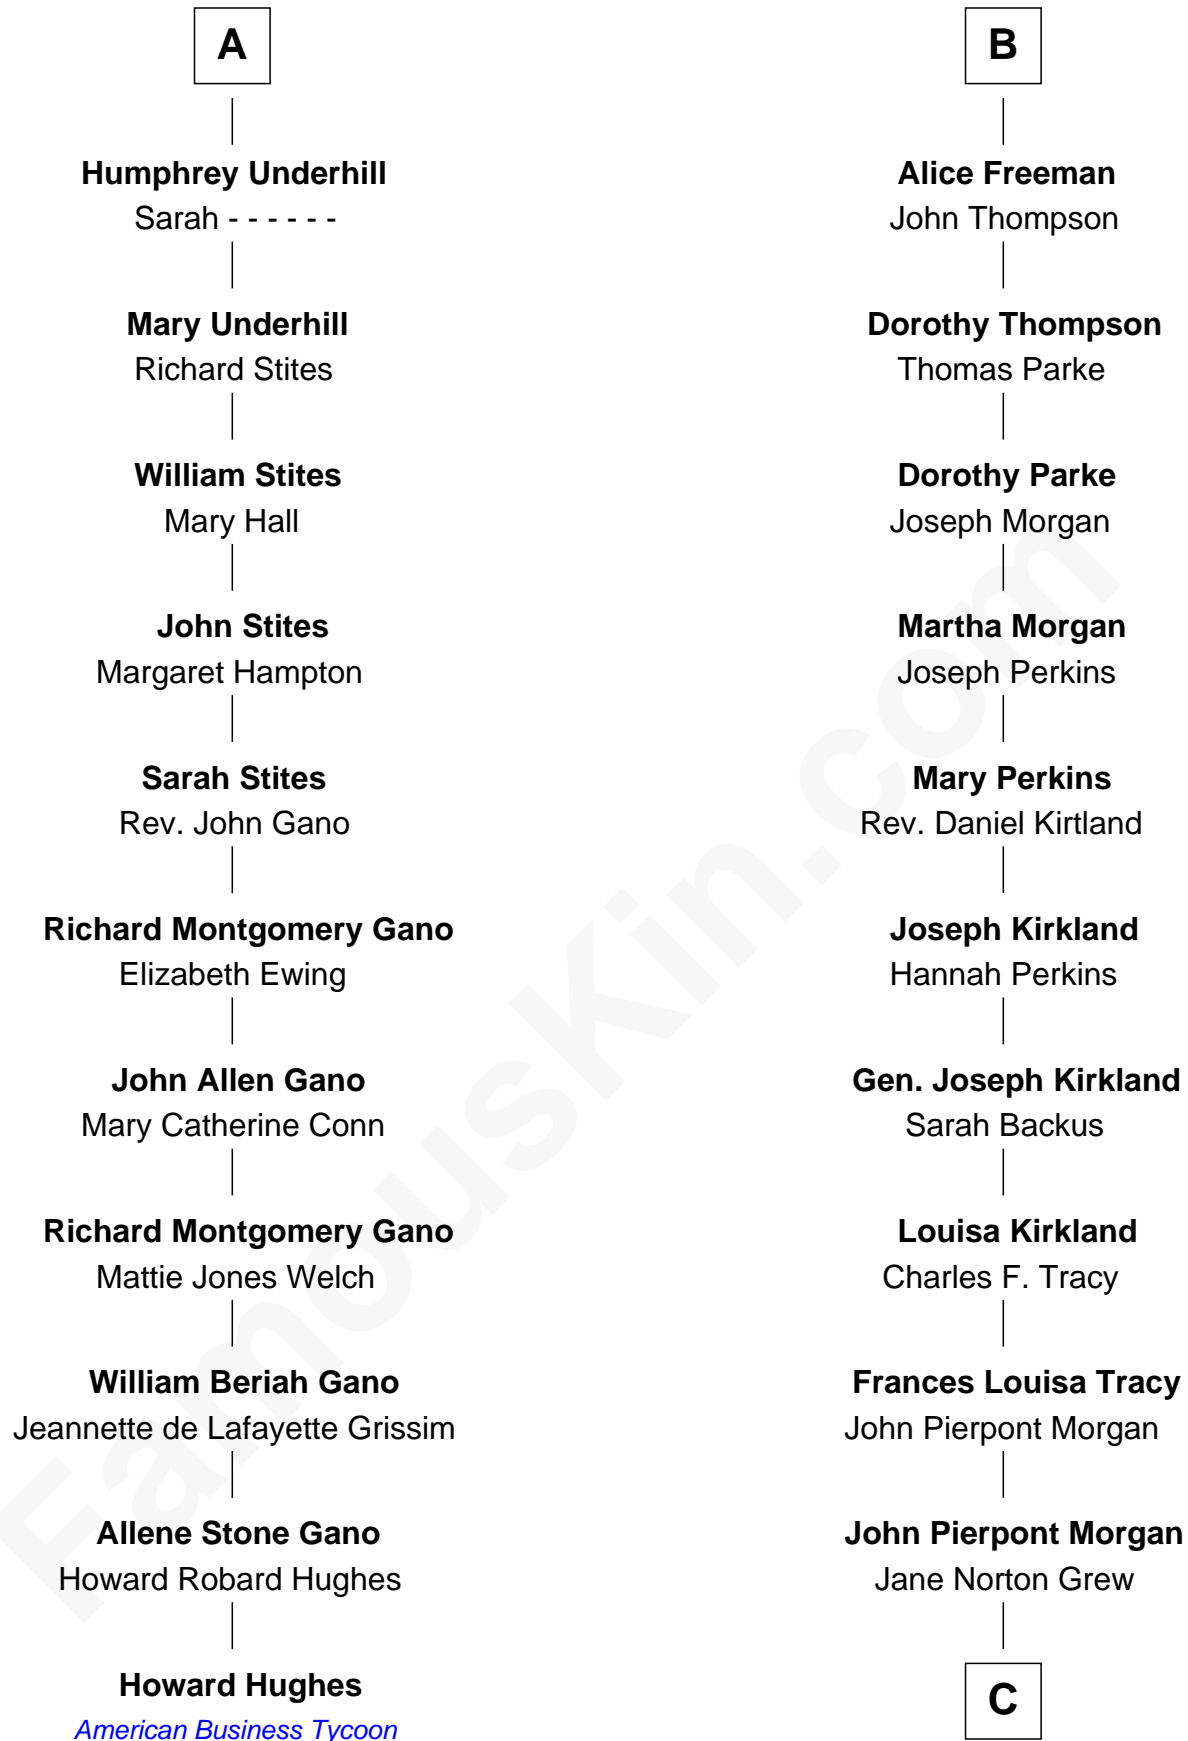 A
Humphrey Underhill
Sarah - - - - - -
Mary Underhill
Richard Stites
William Stites
Mary Hall
John Stites
Margaret Hampton
Sarah Stites
Rev. John Gano
Richard Montgomery Gano
Elizabeth Ewing
John Allen Gano
Mary Catherine Conn
Richard Montgomery Gano
Mattie Jones Welch
William Beriah Gano
Jeannette de Lafayette Grissim
Allene Stone Gano
Howard Robard Hughes
Howard Hughes
American Business Tycoon
B
Alice Freeman
John Thompson
Dorothy Thompson
Thomas Parke
Dorothy Parke
Joseph Morgan
Martha Morgan
Joseph Perkins
Mary Perkins
Rev. Daniel Kirtland
Joseph Kirkland
Hannah Perkins
Gen. Joseph Kirkland
Sarah Backus
Louisa Kirkland
Charles F. Tracy
Frances Louisa Tracy
John Pierpont Morgan
John Pierpont Morgan
Jane Norton Grew
C
FamousKin.com